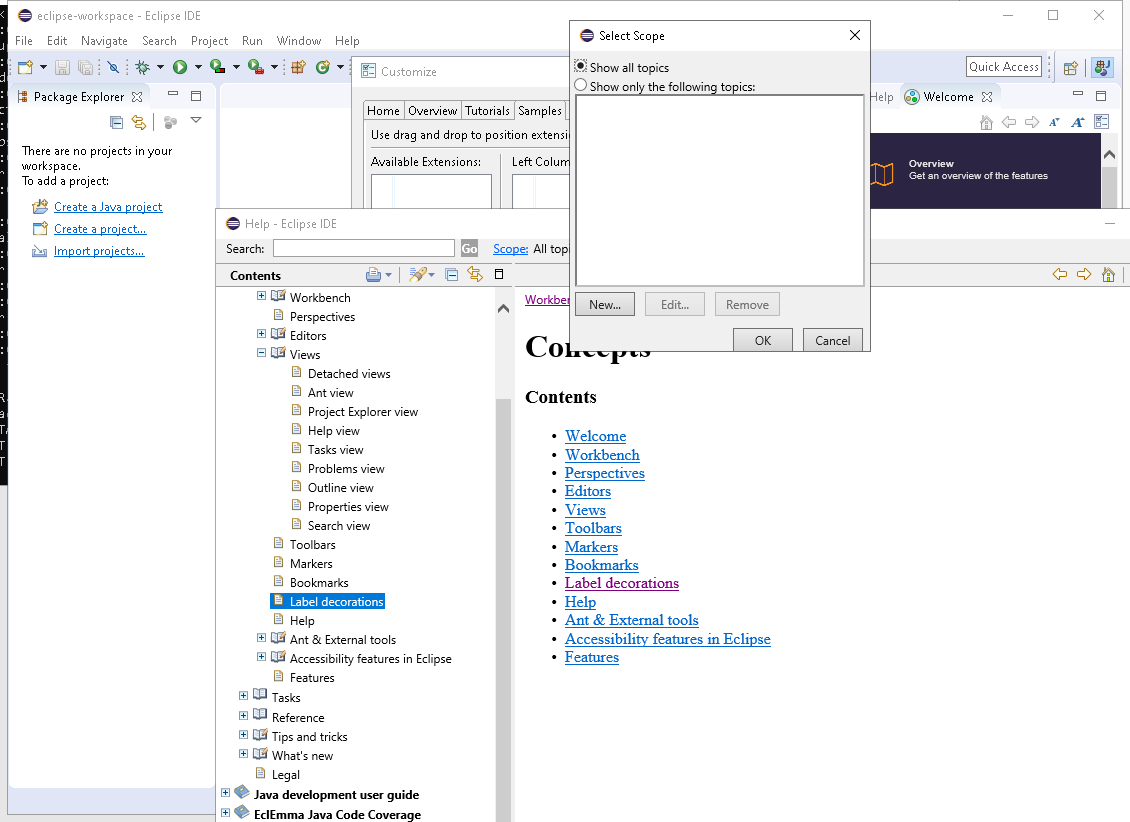 eclipse-workspace - Eclipse IDE
File Edit Navigate Search Project Run Window Help
Quick Access
Package Explorer
There are no projects in your
workspace.
To add a project:
Create a Java project
Create a project...
Import projects...
Customize
Home Overview Tutorials Samples
Use drag and drop to position extensi
Available Extensions: Left Colum
Select Scope
Show all topics
Show only the following topics:
New... Edit... Remove
OK Cancel
Help Welcome
Overview
Get an overview of the features
Help - Eclipse IDE
Search: Go Scope: All top
Contents
Workbench
Perspectives
Editors
Views
Detached views
Ant view
Project Explorer view
Help view
Tasks view
Problems view
Outline view
Properties view
Search view
Toolbars
Markers
Bookmarks
Label decorations
Help
Ant & External tools
Accessibility features in Eclipse
Features
Tasks
Reference
Tips and tricks
What's new
Legal
Java development user guide
EclEmma Java Code Coverage
Workben
Concepts
Contents
Welcome
Workbench
Perspectives
Editors
Views
Toolbars
Markers
Bookmarks
Label decorations
Help
Ant & External tools
Accessibility features in Eclipse
Features